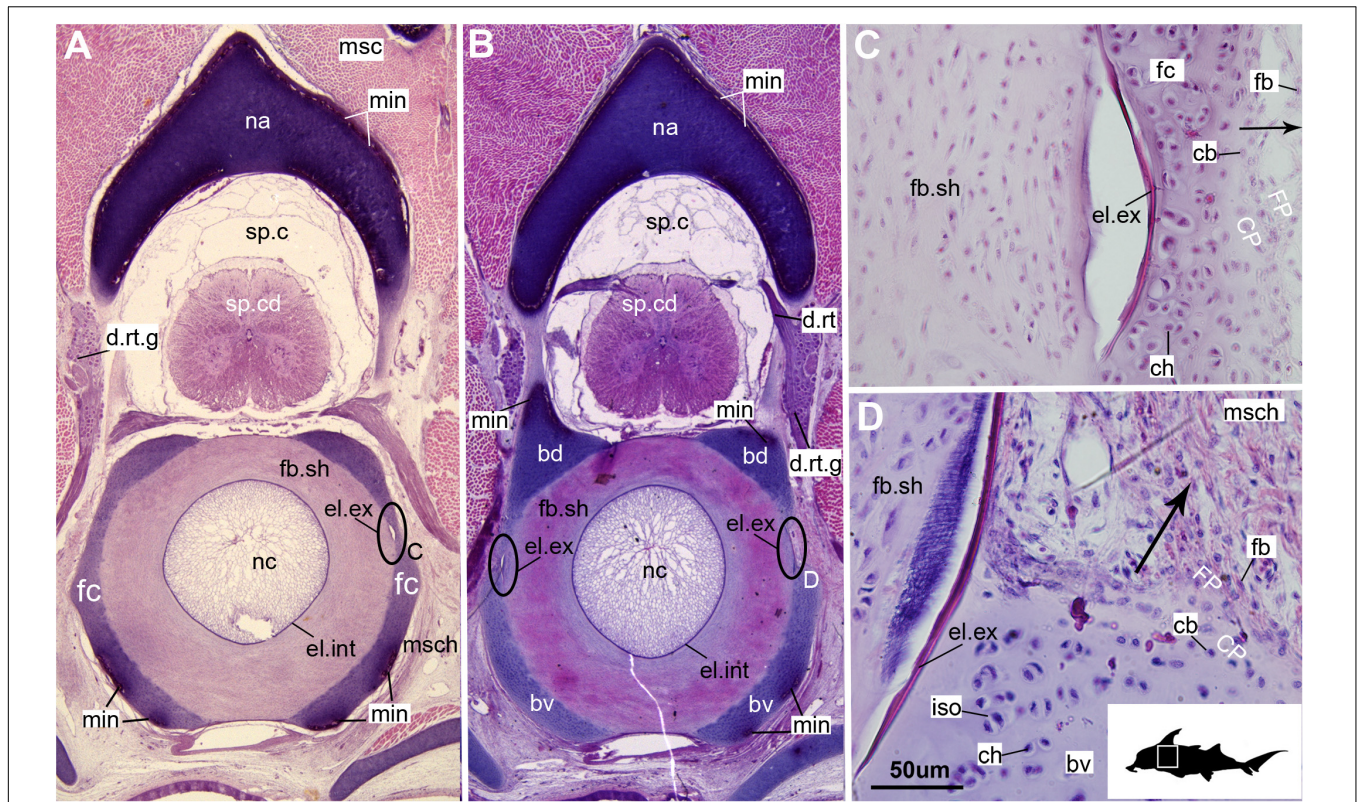 A
msc
min
na
sp.c
sp.cd
d.rt.g
fb.sh
el.ex
C
nc
fc
fc
el.int
msch
min
min
B
min
na
sp.c
sp.cd
d.rt
min
min
bd
bd
d.rt.g
fb.sh
el.ex
el.ex
nc
D
el.int
bv
bv
min
C
fc
fb
cb
fb.sh
el.ex
FP
CP
ch
D
msch
fb.sh
fb
FP
cb
CP
el.ex
iso
ch
bv
50um